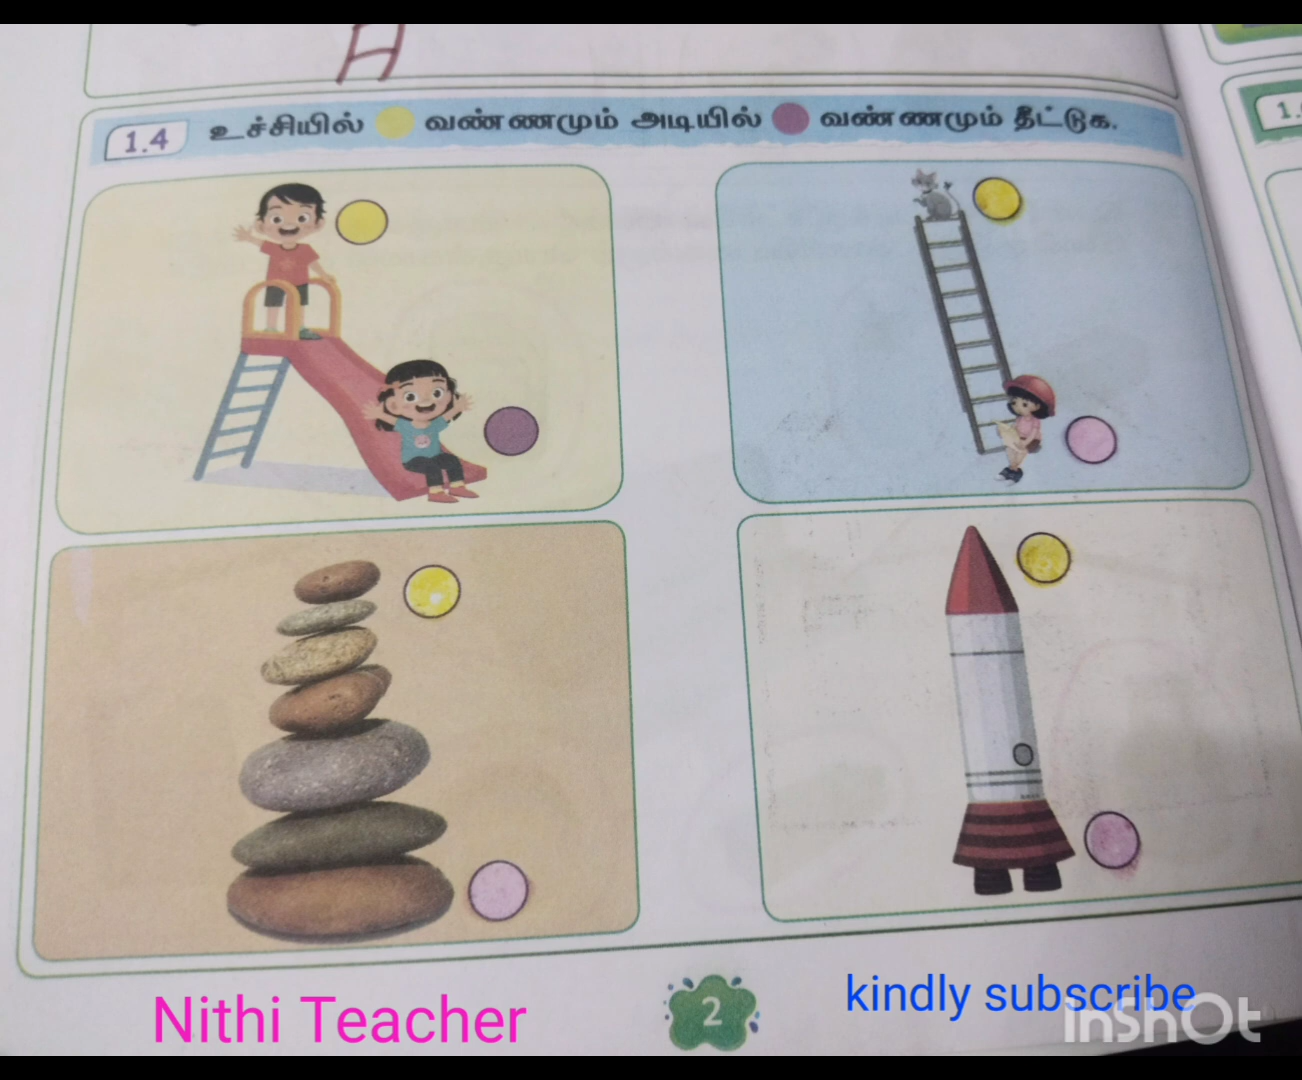 A
1.4 உச்சியில் வண்ணமும் அடியில் வண்ணமும் தீட்டுக.
Nithi Teacher
2
kindly subscribe
InShOt